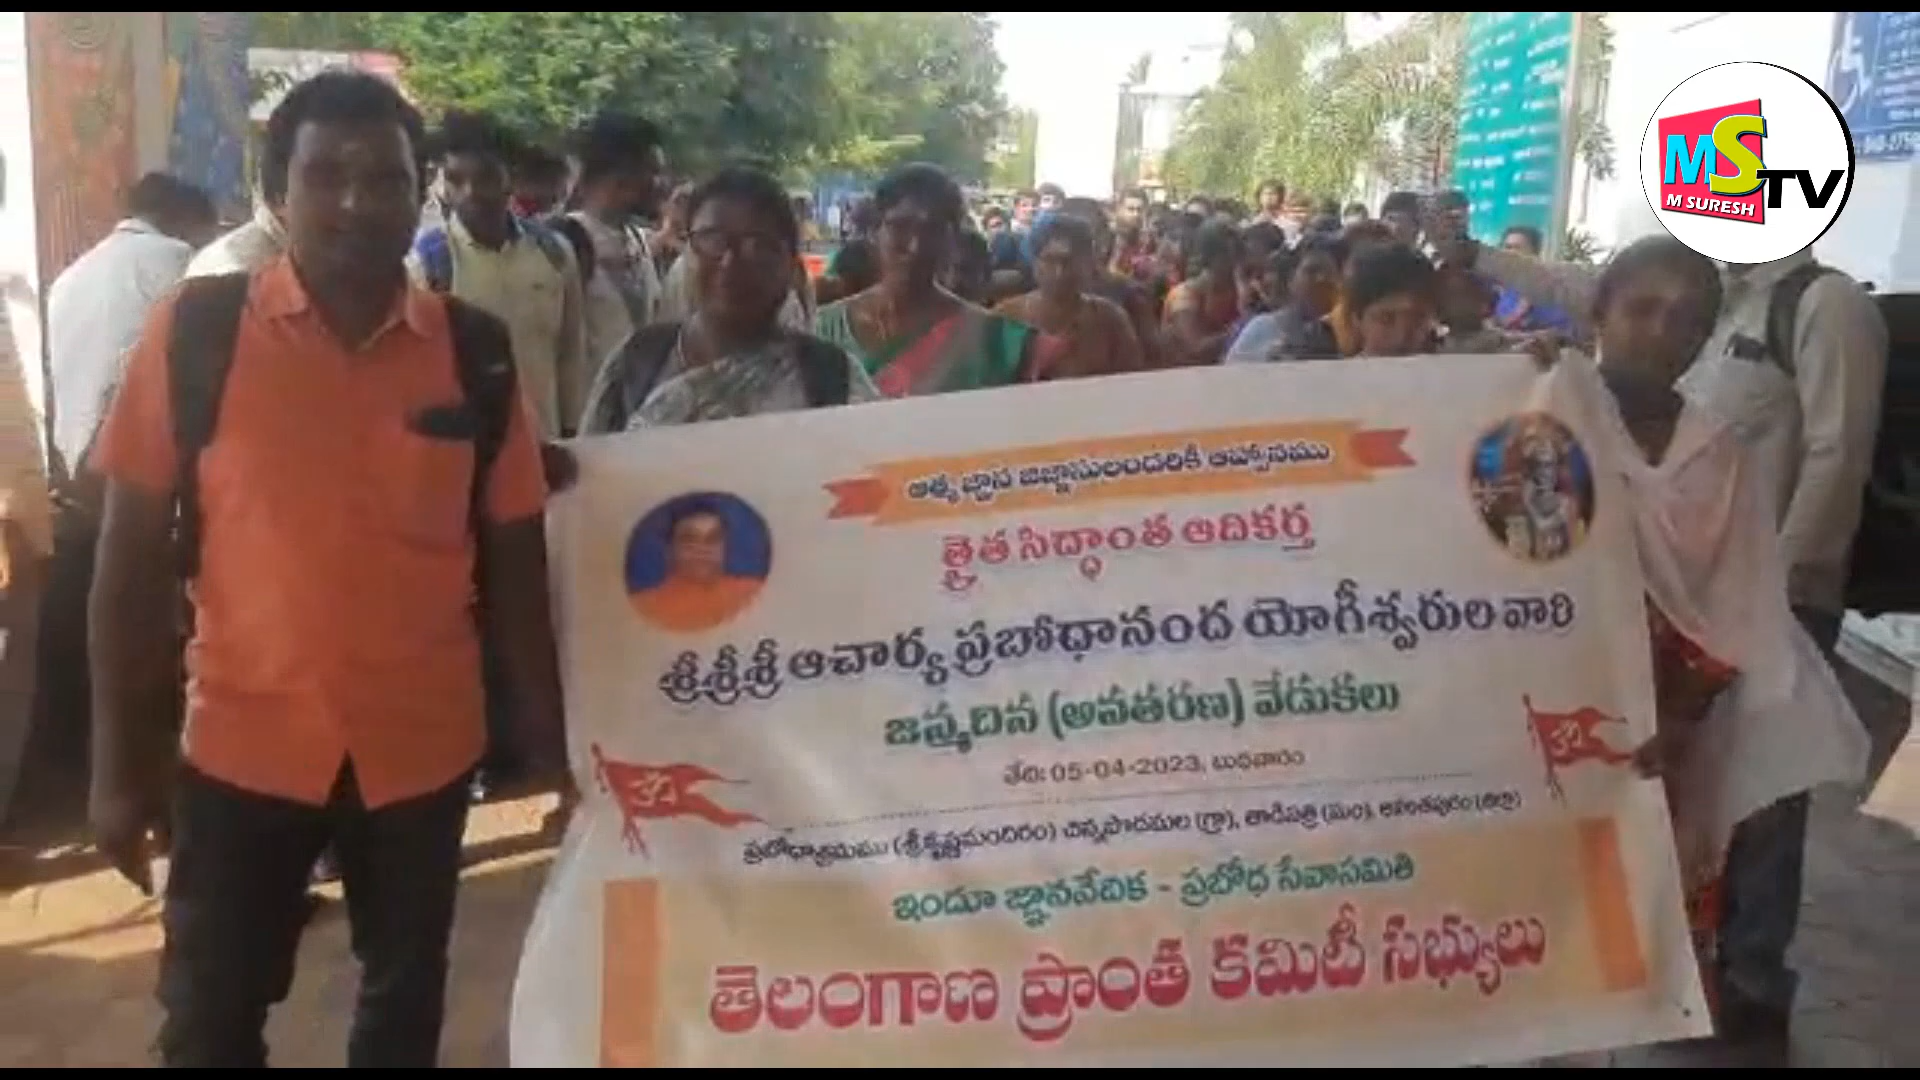 MS TV
M SURESH
ఆత్మ జ్ఞాన జిజ్ఞాసులందరికీ ఆహ్వానము
త్రైత సిద్ధాంత ఆదికర్త
శ్రీశ్రీశ్రీ ఆచార్య ప్రబోధానంద యోగీశ్వరుల వారి
జన్మదిన (అవతరణ) వేడుకలు
తేది: 05-04-2023, బుధవారం
ప్రబోధాశ్రమము (శ్రీకృష్ణమందిరం) చిన్నపొడమల (గ్రా), తాడిపత్రి (మం), అనంతపురం (జిల్లా)
ఇందూ జ్ఞానవేదిక - ప్రబోధ సేవాసమితి
తెలంగాణ ప్రాంత కమిటీ సభ్యులు